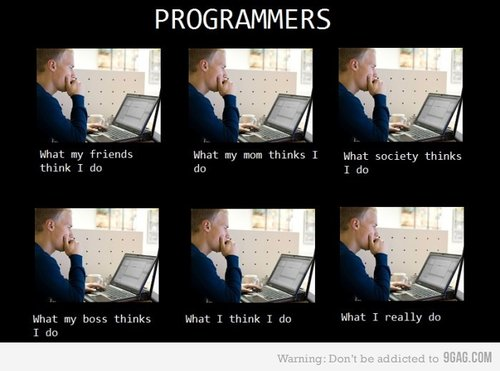 PROGRAMMERS
What my friends
think I do
What my mom thinks I
do
What society thinks
I do
What my boss thinks
I do
What I think I do
What I really do
Warning: Don't be addicted to 9GAG.COM